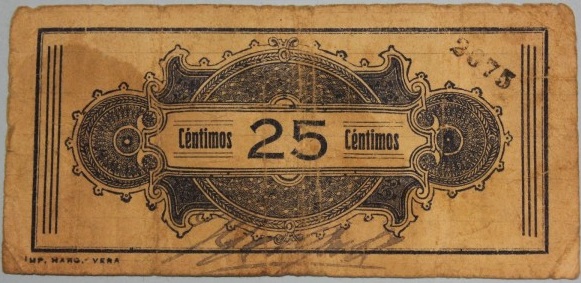 2675
Céntimos 25 Céntimos
IMP. MARQ.- VERA